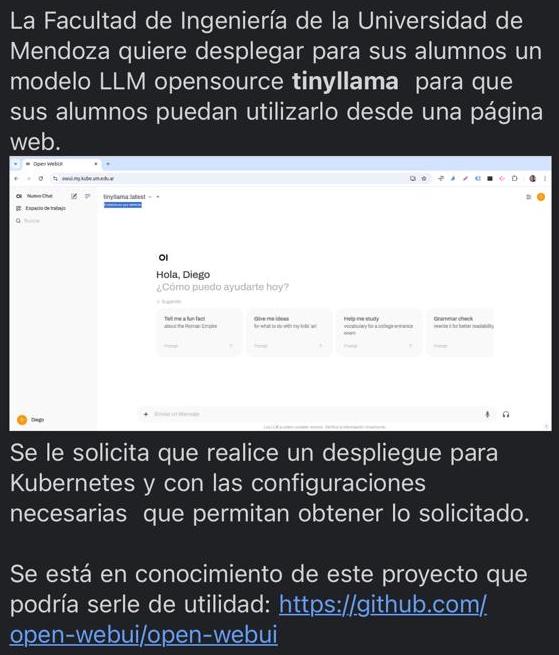 La Facultad de Ingeniería de la Universidad de
Mendoza quiere desplegar para sus alumnos un
modelo LLM opensource tinyllama para que
sus alumnos puedan utilizarlo desde una página
web.
Open WebUI
owui.my.kube.um.edu.ar
OI Nuevo Chat
tinyllama:latest
Espacio de trabajo
Buscar
OI
Hola, Diego
¿Cómo puedo ayudarte hoy?
Sugerido
Tell me a fun fact
about the Roman Empire
Prompt
Give me ideas
for what to do with my kids' art
Prompt
Help me study
vocabulary for a college entrance
exam
Prompt
Grammar check
rewrite it for better readability
Prompt
Enviar un Mensaje
Diego
Se le solicita que realice un despliegue para
Kubernetes y con las configuraciones
necesarias que permitan obtener lo solicitado.
Se está en conocimiento de este proyecto que
podría serle de utilidad: https://github.com/
open-webui/open-webui